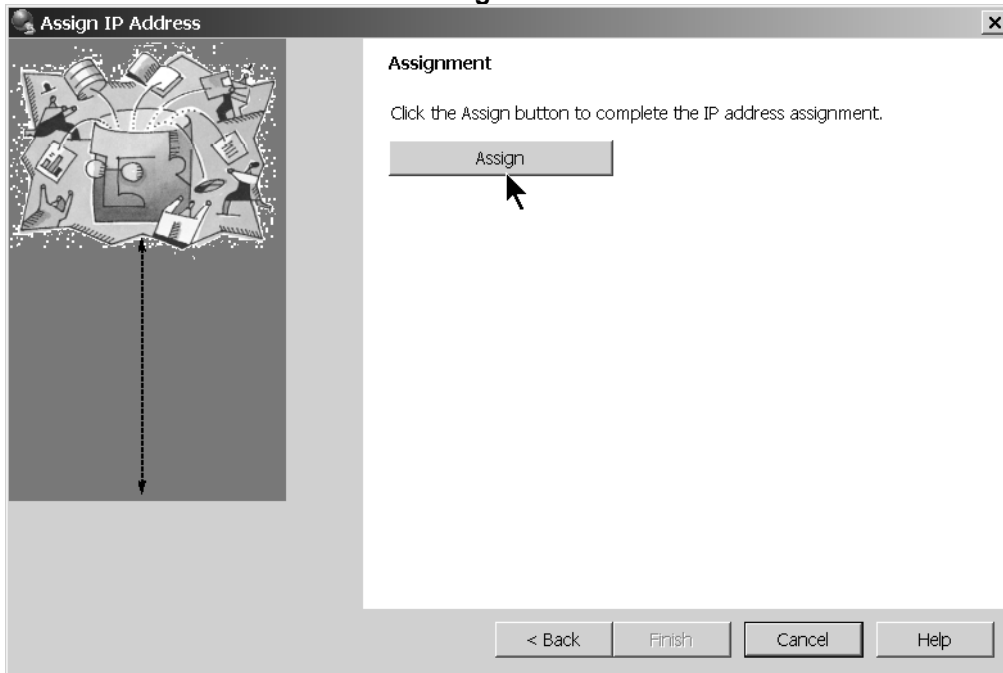 Assign IP Address
Assignment
Click the Assign button to complete the IP address assignment.
Assign
< Back
Finish
Cancel
Help